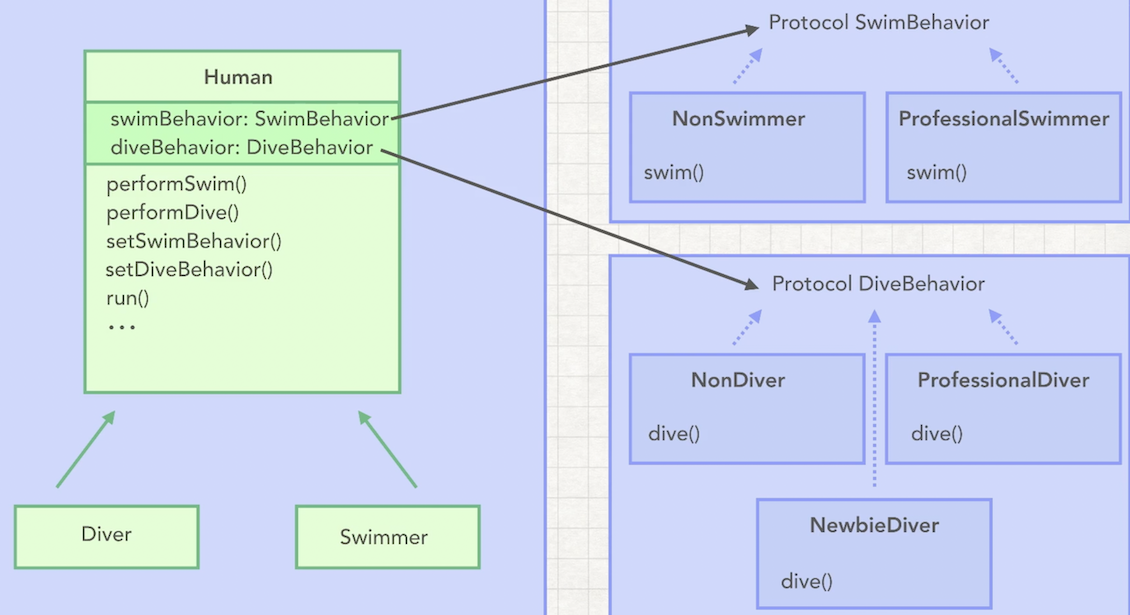 Human
swimBehavior: SwimBehavior
diveBehavior: DiveBehavior
performSwim()
performDive()
setSwimBehavior()
setDiveBehavior()
run()
...
Diver
Swimmer
Protocol SwimBehavior
NonSwimmer
swim()
ProfessionalSwimmer
swim()
Protocol DiveBehavior
NonDiver
dive()
ProfessionalDiver
dive()
NewbieDiver
dive()